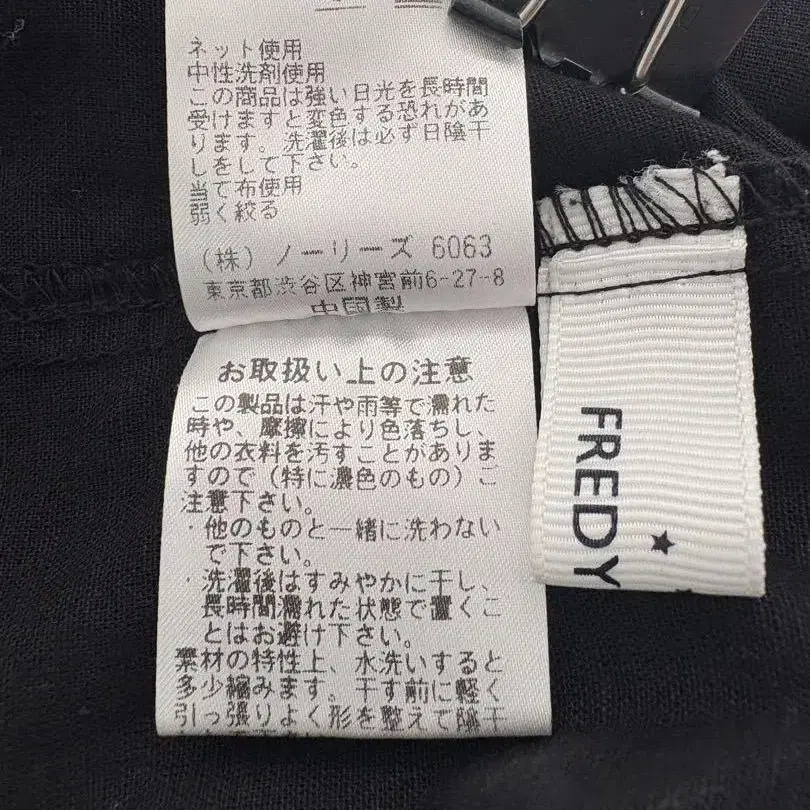 ネット使用
中性洗剤使用
この商品は強い日光を長時間
受けますと変色する恐れがあ
ります。洗濯後は必ず日陰干
しをして下さい。
当て布使用
弱く絞る
(株) ノーリーズ 6063
東京都渋谷区神宮前6-27-8
中国製
お取扱い上の注意
この製品は汗や雨等で濡れた
時や、摩擦により色落ちし、
他の衣料を汚すことがありま
すので(特に濃色のもの)ご
注意下さい。
・他のものと一緒に洗わない
で下さい。
・洗濯後はすみやかに干し、
長時間濡れた状態で置くこ
とはお避け下さい。
素材の特性上、水洗いすると
多少縮みます。干す前に軽く
引っ張りよく形を整えて陰干
FREDY